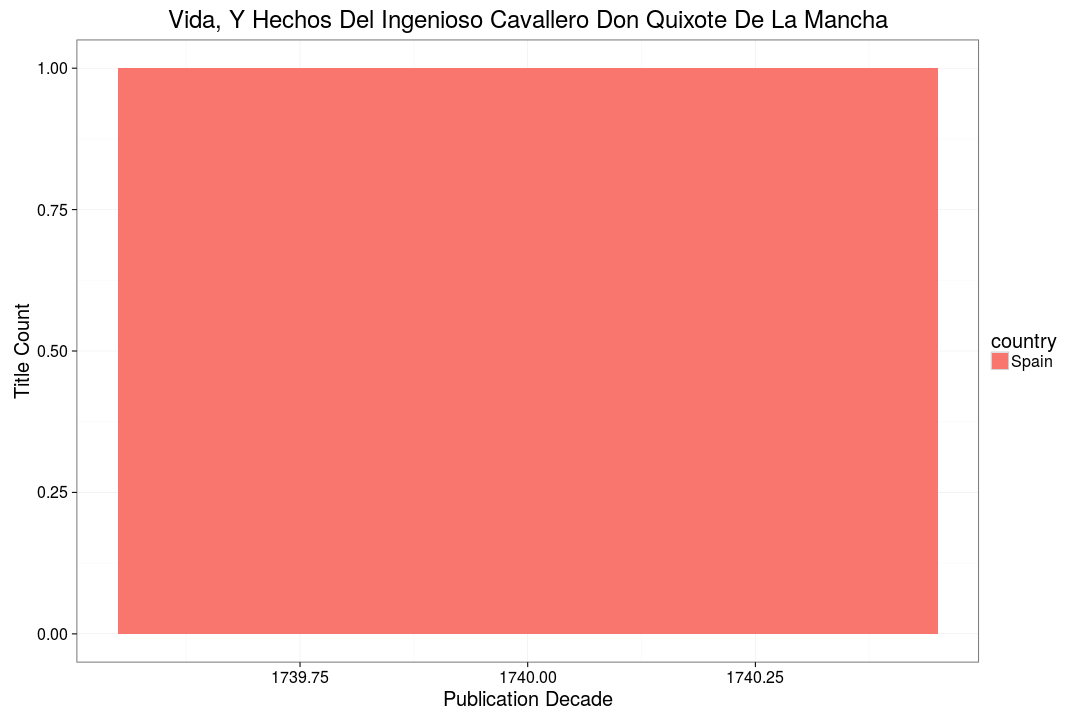 Vida, Y Hechos Del Ingenioso Cavallero Don Quixote De La Mancha
1.00
0.75
0.50
0.25
0.00
Title Count
1739.75
1740.00
1740.25
Publication Decade
country
Spain